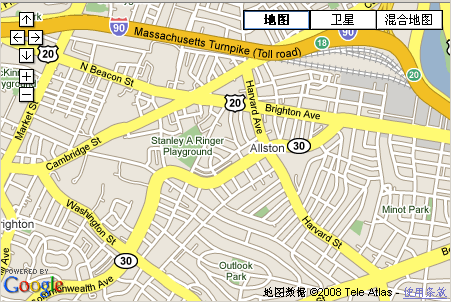 地图
卫星
混合地图
90
Massachusetts Turnpike (Toll road)
90
18
20
20
N Beacon St
Market St
20
Harvard Ave
Brighton Ave
Cambridge St
Stanley A Ringer
Playground
Allston
30
Washington St
Harvard St
Minot Park
30
Outlook
Park
POWERED BY
Google
地图数据 ©2008 Tele Atlas - 使用条款